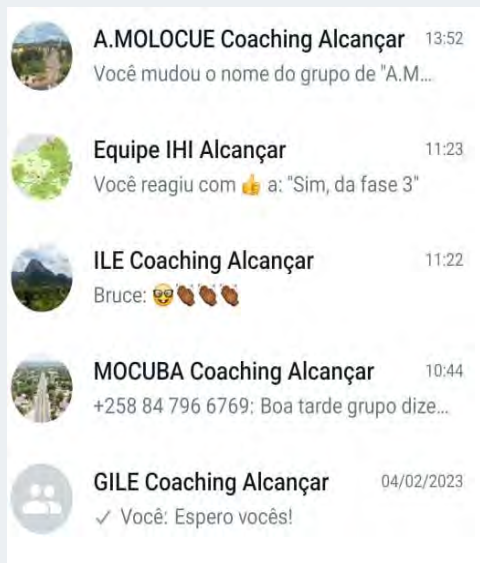 A.MOLOCUE Coaching Alcançar 13:52
Você mudou o nome do grupo de "A.M...
Equipe IHI Alcançar 11:23
Você reagiu com 👍 a: "Sim, da fase 3"
ILE Coaching Alcançar 11:22
Bruce: 🤓👏🏾👏🏾👏🏾
MOCUBA Coaching Alcançar 10:44
+258 84 796 6769: Boa tarde grupo dize...
GILE Coaching Alcançar 04/02/2023
✓ Você: Espero vocês!